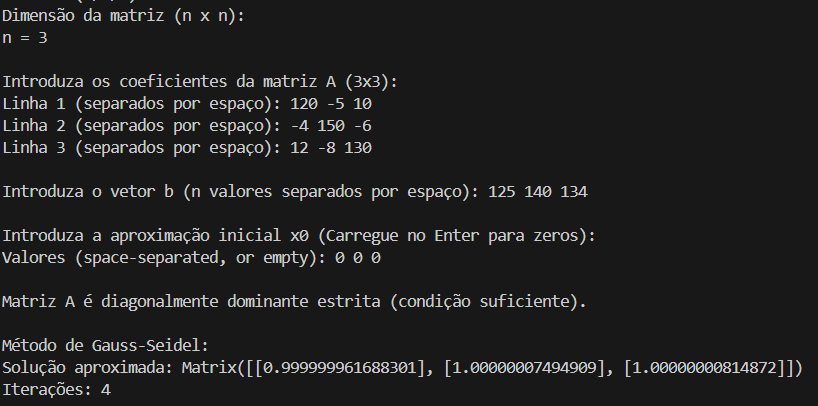 Dimensão da matriz (n x n):
n = 3
Introduza os coeficientes da matriz A (3x3):
Linha 1 (separados por espaço): 120 -5 10
Linha 2 (separados por espaço): -4 150 -6
Linha 3 (separados por espaço): 12 -8 130
Introduza o vetor b (n valores separados por espaço): 125 140 134
Introduza a aproximação inicial x0 (Carregue no Enter para zeros):
Valores (space-separated, or empty): 0 0 0
Matriz A é diagonalmente dominante estrita (condição suficiente).
Método de Gauss-Seidel:
Solução aproximada: Matrix([[0.999999961688301], [1.00000007494909], [1.00000000814872]])
Iterações: 4